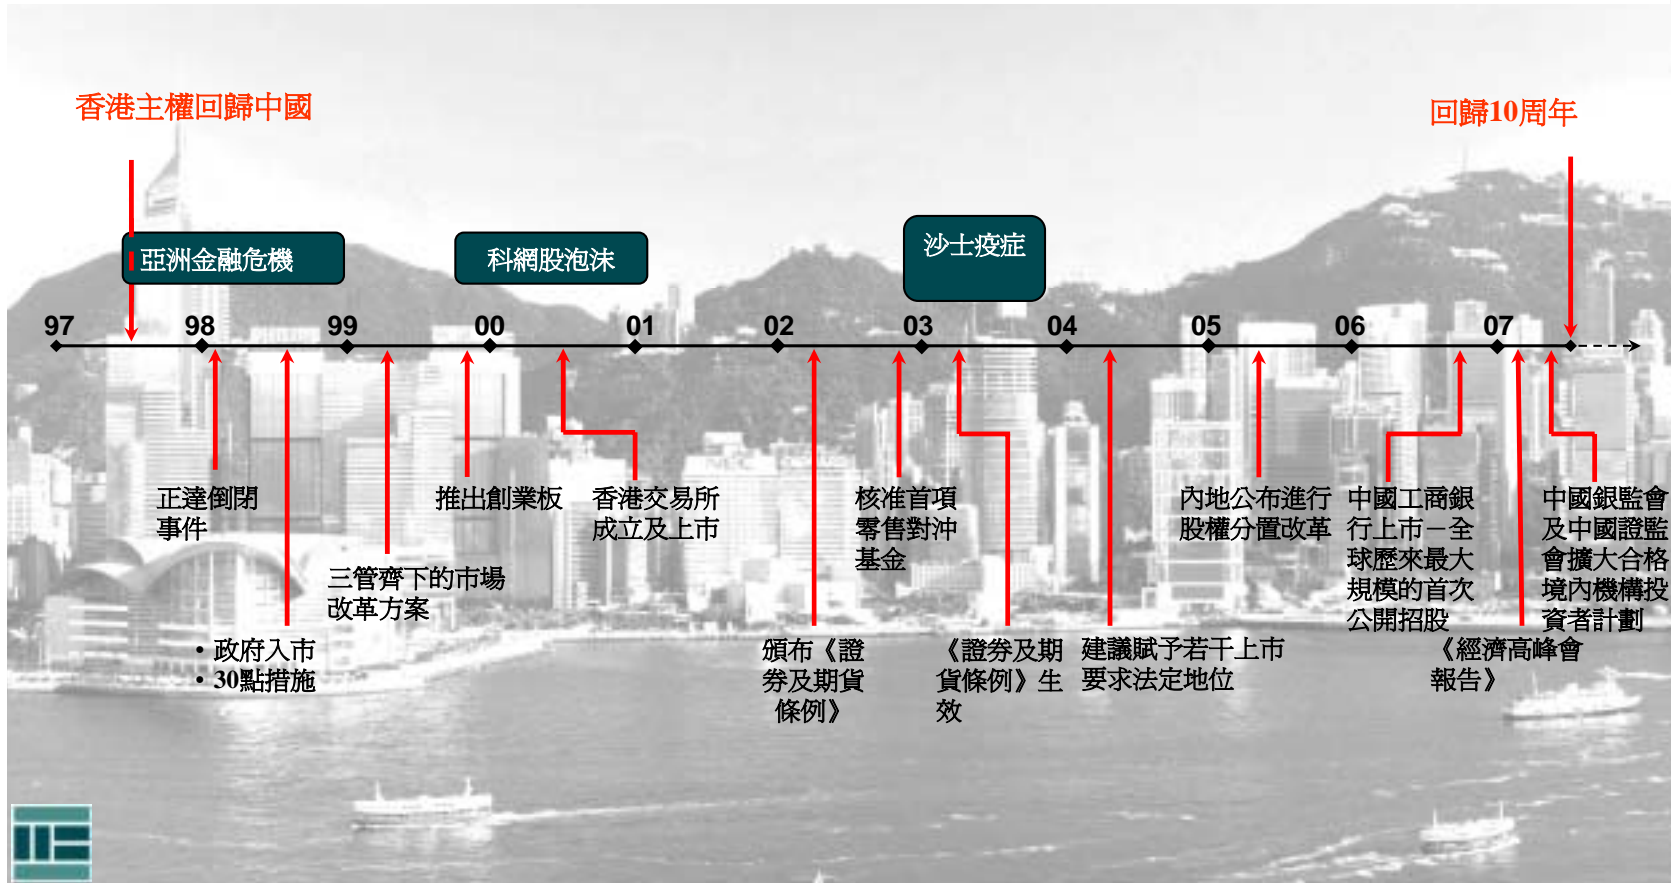 香港主權回歸中國
回歸10周年
亞洲金融危機
科網股泡沫
沙士疫症
97
98
99
00
01
02
03
04
05
06
07
正達倒閉
事件
• 政府入市
• 30點措施
三管齊下的市場
改革方案
推出創業板
香港交易所
成立及上市
頒布《證
券及期貨
條例》
核准首項
零售對沖
基金
《證券及期
貨條例》生
效
建議賦予若干上市
要求法定地位
內地公布進行
股權分置改革
中國工商銀
行上市－全
球歷來最大
規模的首次
公開招股
《經濟高峰會
報告》
中國銀監會
及中國證監
會擴大合格
境內機構投
資者計劃